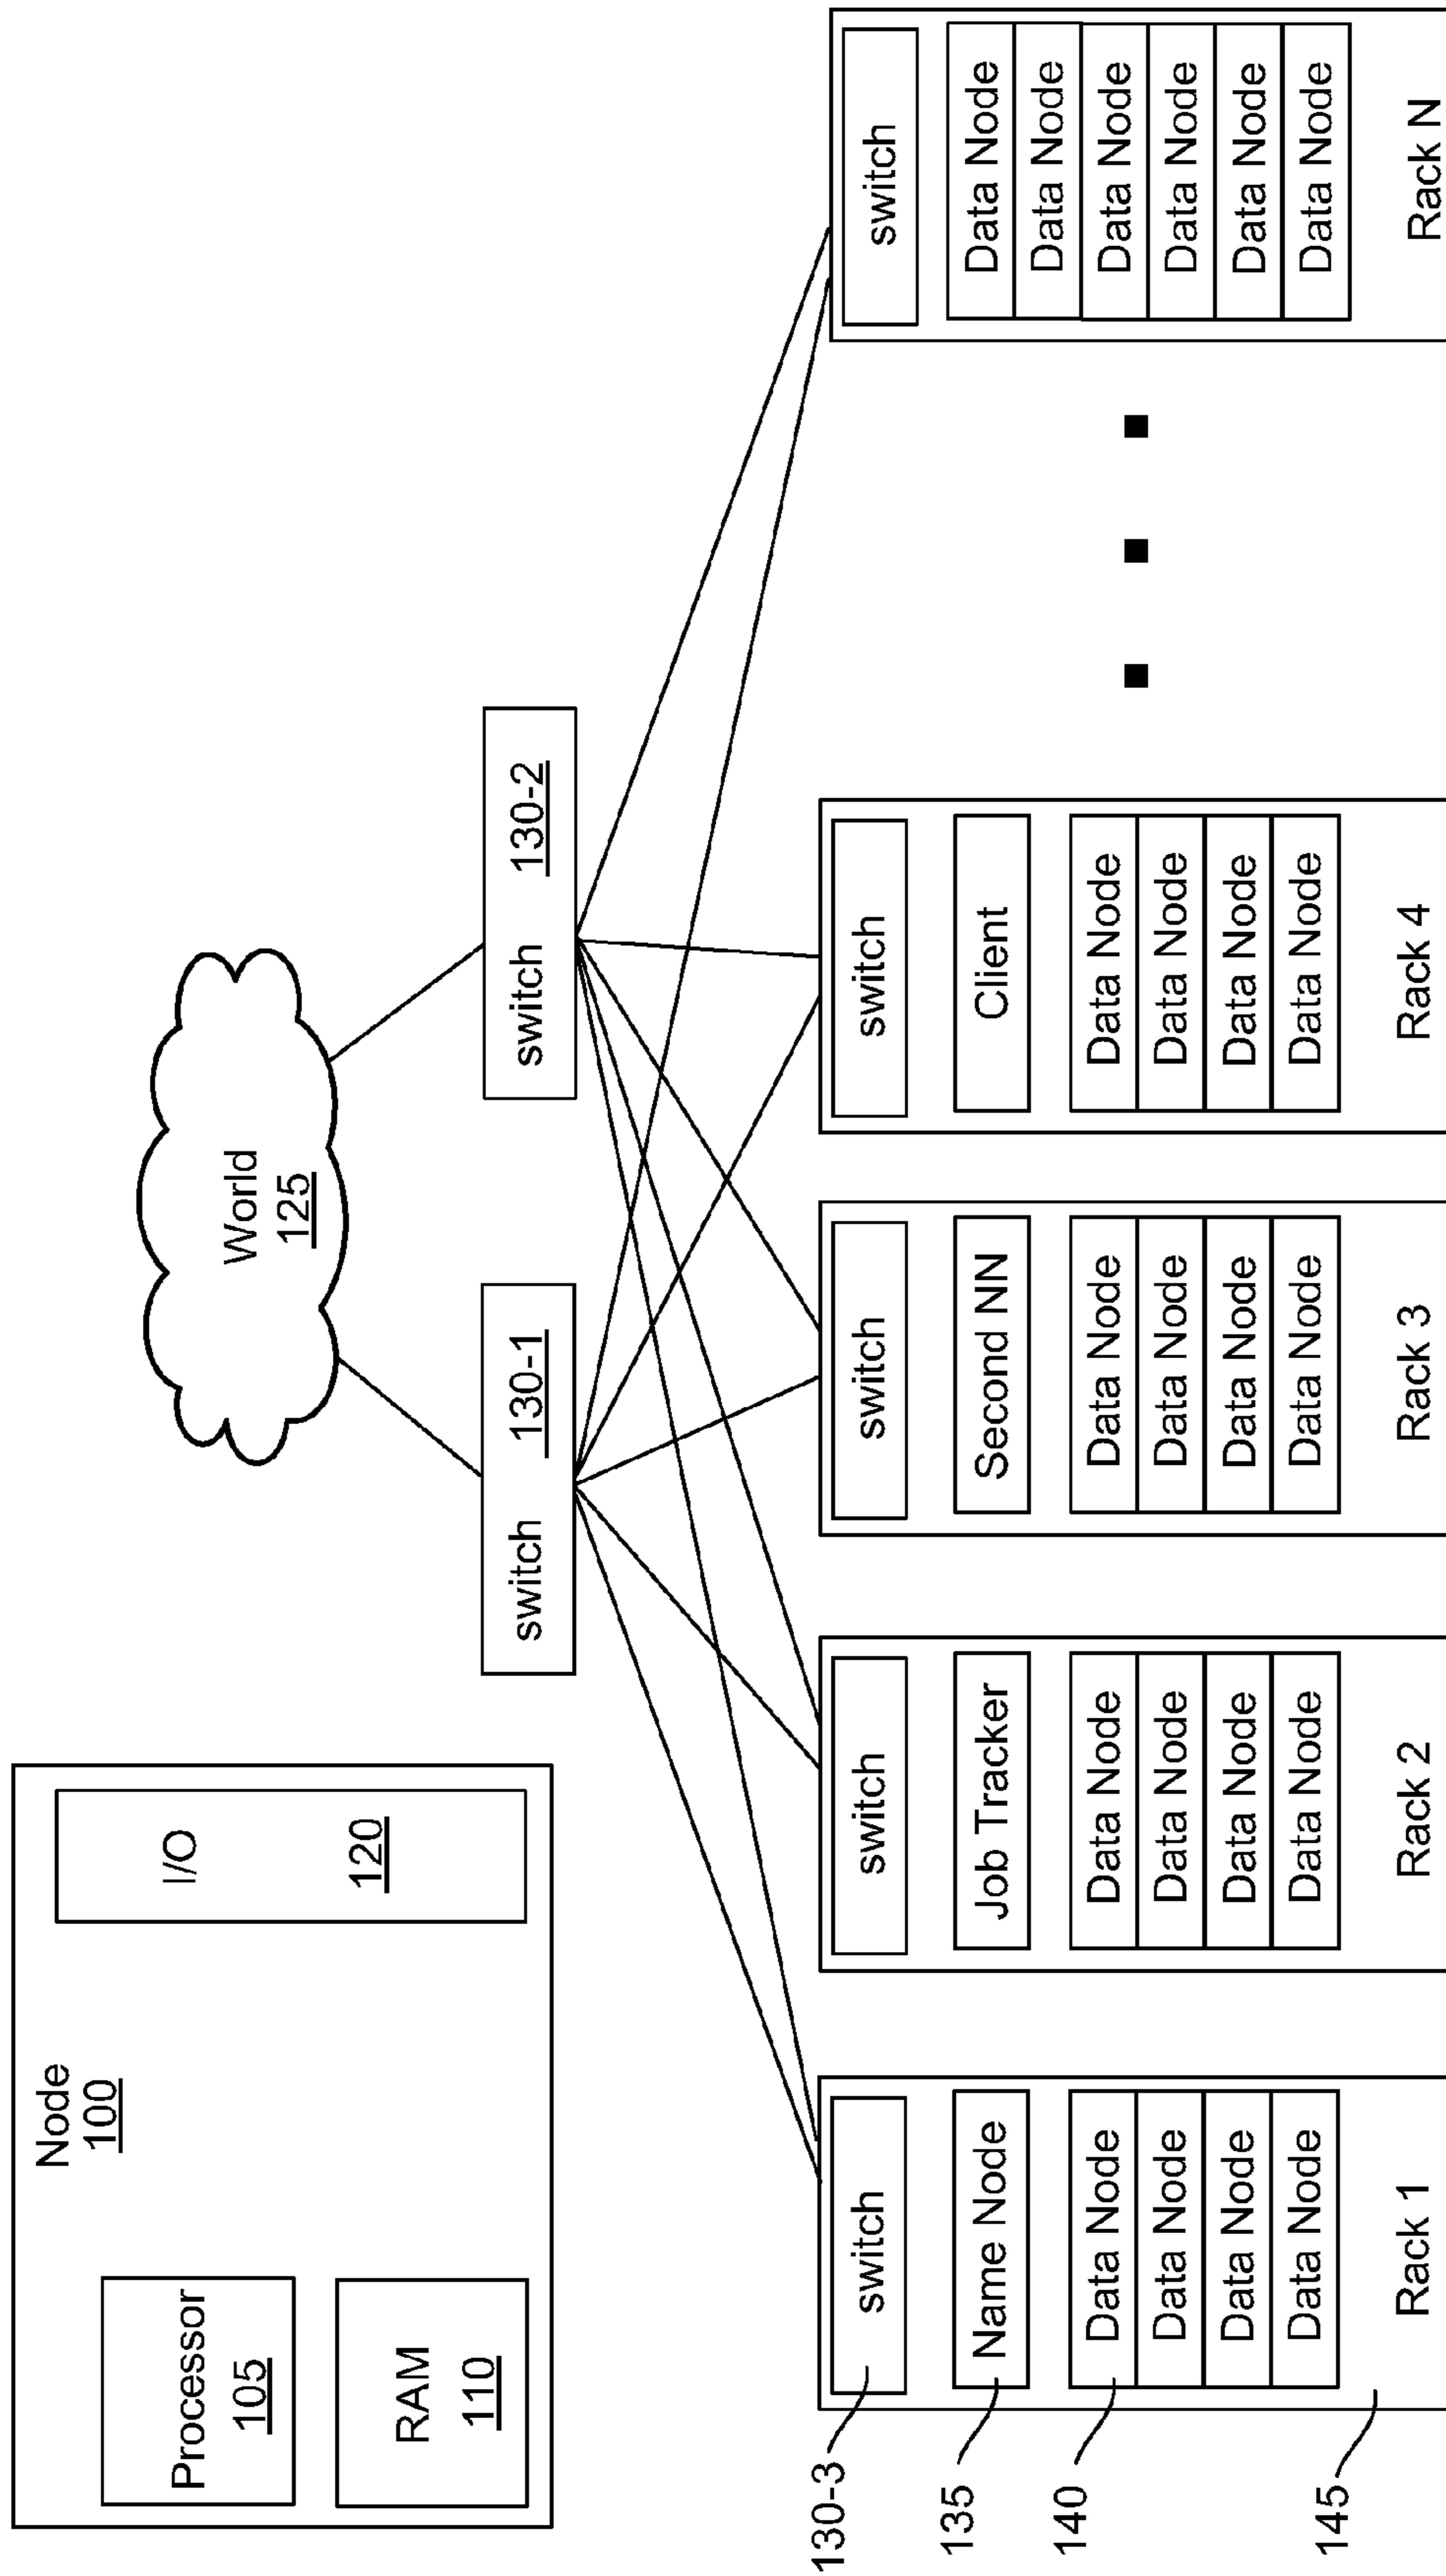 Node
100
Processor
105
RAM
110
I/O
120
World
125
switch 130-1
switch 130-2
130-3
135
140
145
switch
Name Node
Data Node
Data Node
Data Node
Data Node
Rack 1
switch
Job Tracker
Data Node
Data Node
Data Node
Data Node
Rack 2
switch
Second NN
Data Node
Data Node
Data Node
Data Node
Rack 3
switch
Client
Data Node
Data Node
Data Node
Data Node
Rack 4
switch
Data Node
Data Node
Data Node
Data Node
Data Node
Data Node
Rack N